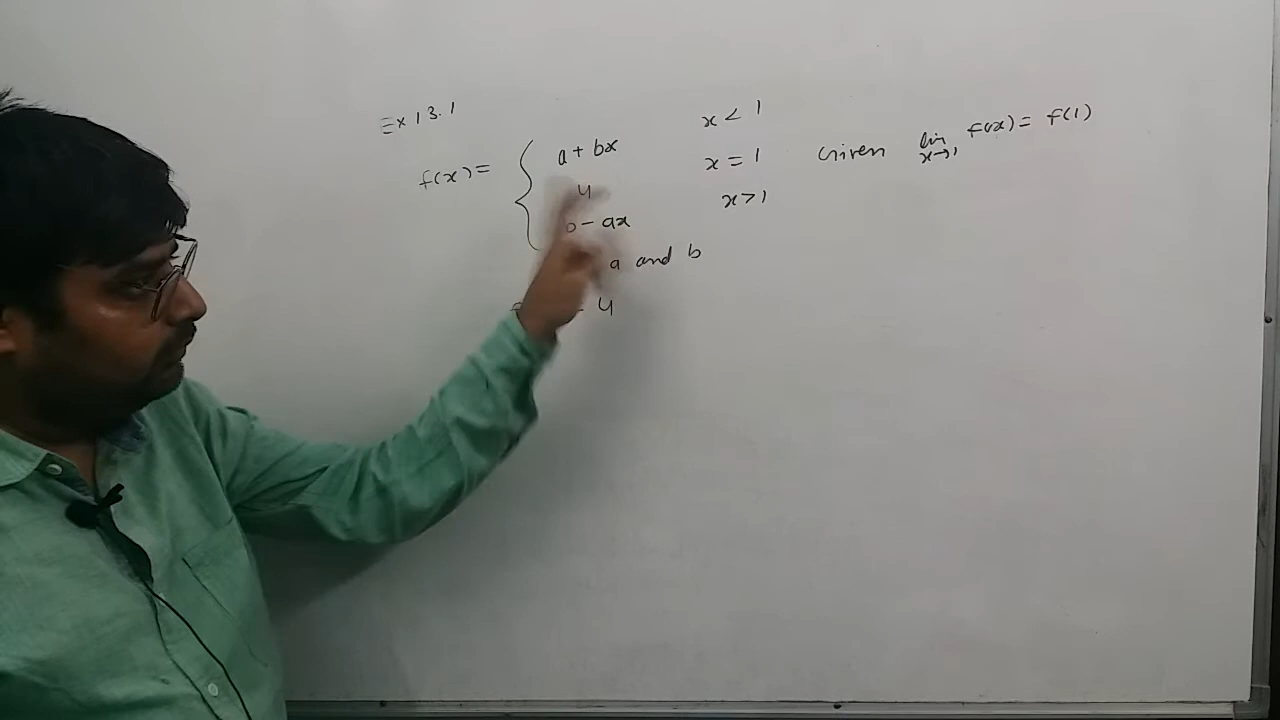 Ex 13.1
f(x) = { a + bx x < 1
4 x = 1 Given lim x→1 f(x) = f(1)
b - ax x > 1
a and b
4